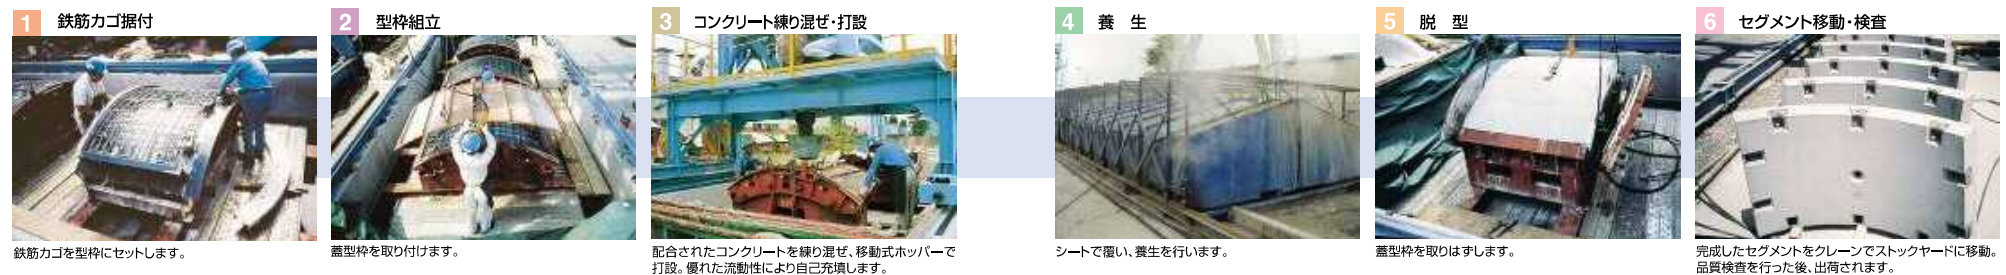 1 鉄筋カゴ据付
鉄筋カゴを型枠にセットします。
2 型枠組立
蓋型枠を取り付けます。
3 コンクリート練り混ぜ・打設
配合されたコンクリートを練り混ぜ、移動式ホッパーで
打設。優れた流動性により自己充填します。
4 養 生
シートで覆い、養生を行います。
5 脱 型
蓋型枠を取りはずします。
6 セグメント移動・検査
完成したセグメントをクレーンでストックヤードに移動。
品質検査を行った後、出荷されます。